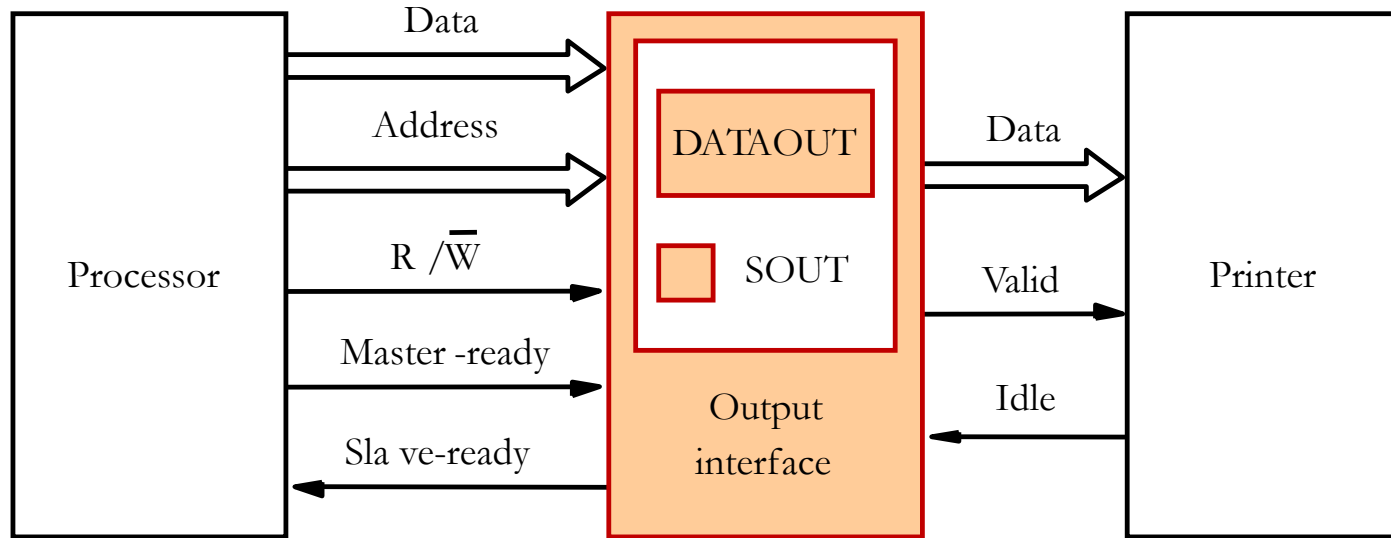 Data
Address
R /W̅
Master -ready
Sla ve-ready
Processor
DATAOUT
SOUT
Output
interface
Data
Valid
Idle
Printer